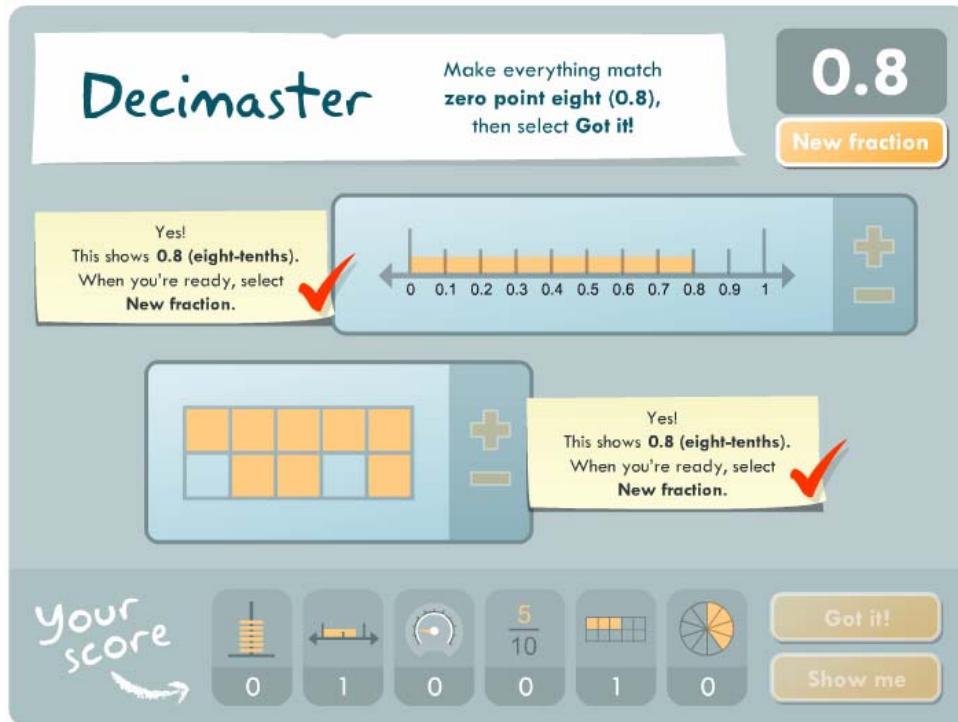 Decimaster
Make everything match
zero point eight (0.8),
then select Got it!
0.8
New fraction
Yes!
This shows 0.8 (eight-tenths).
When you're ready, select
New fraction.
0 0.1 0.2 0.3 0.4 0.5 0.6 0.7 0.8 0.9 1
Yes!
This shows 0.8 (eight-tenths).
When you're ready, select
New fraction.
Your
score
5
10
0 1 0 0 1 0
Got it!
Show me